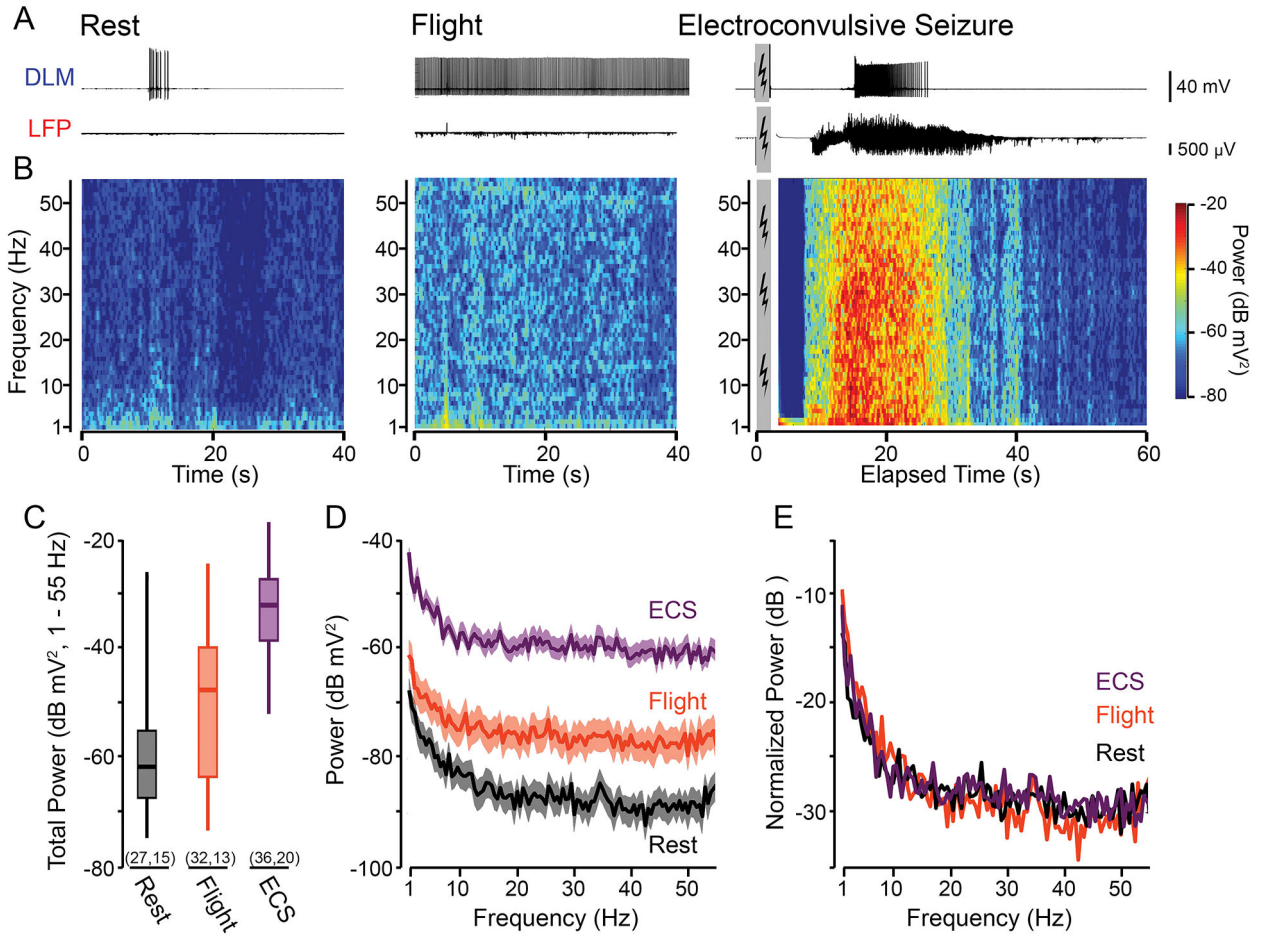 A
Rest
Flight
Electroconvulsive Seizure
DLM
40 mV
LFP
500 µV
B
Frequency (Hz)
50
40
30
20
10
1
0
20
40
Time (s)
0
20
40
Time (s)
0
20
40
60
Elapsed Time (s)
-20
-40
-60
-80
Power (dB mV²)
C
Total Power (dB mV², 1 - 55 Hz)
-20
-40
-60
-80
(27,15)
(32,13)
(36,20)
Rest
Flight
ECS
D
Power (dB mV²)
-40
-60
-80
-100
ECS
Flight
Rest
1
10
20
30
40
50
Frequency (Hz)
E
Normalized Power (dB )
-10
-20
-30
ECS
Flight
Rest
1
10
20
30
40
50
Frequency (Hz)